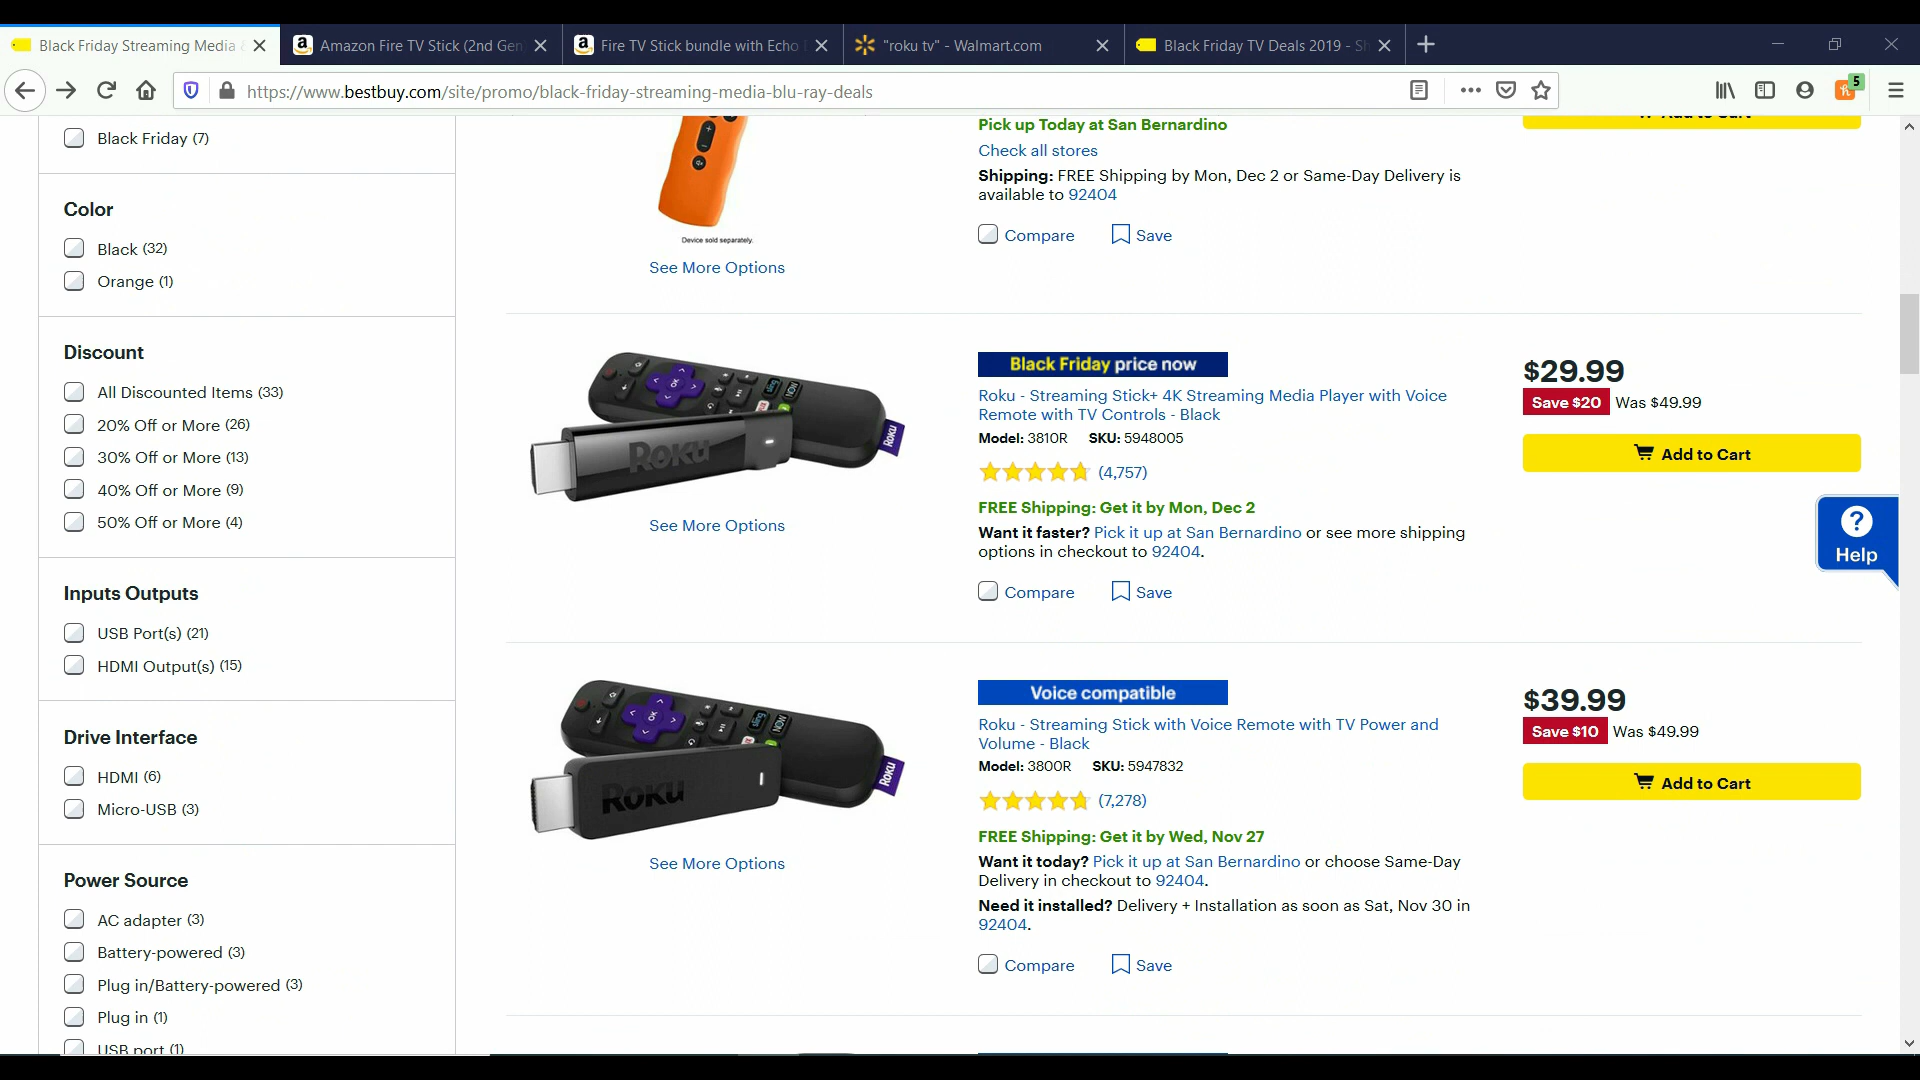 Black Friday Streaming Media
Amazon Fire TV Stick (2nd Gen
Fire TV Stick bundle with Echo
"roku tv" - Walmart.com
Black Friday TV Deals 2019 - Sh
https://www.bestbuy.com/site/promo/black-friday-streaming-media-blu-ray-deals
5
Black Friday (7)
Color
Black (32)
Orange (1)
Discount
All Discounted Items (33)
20% Off or More (26)
30% Off or More (13)
40% Off or More (9)
50% Off or More (4)
Inputs Outputs
USB Port(s) (21)
HDMI Output(s) (15)
Drive Interface
HDMI (6)
Micro-USB (3)
Power Source
AC adapter (3)
Battery-powered (3)
Plug in/Battery-powered (3)
Plug in (1)
USB port (1)
Device sold separately.
See More Options
Pick up Today at San Bernardino
Check all stores
Shipping: FREE Shipping by Mon, Dec 2 or Same-Day Delivery is
available to 92404
Compare Save
Add to Cart
OK
sling
NOW
Roku
Roku
See More Options
Black Friday price now
Roku - Streaming Stick+ 4K Streaming Media Player with Voice
Remote with TV Controls - Black
Model: 3810R SKU: 5948005
(4,757)
FREE Shipping: Get it by Mon, Dec 2
Want it faster? Pick it up at San Bernardino or see more shipping
options in checkout to 92404.
Compare Save
$29.99
Save $20 Was $49.99
Add to Cart
? Help
OK
sling
NOW
Roku
Roku
See More Options
Voice compatible
Roku - Streaming Stick with Voice Remote with TV Power and
Volume - Black
Model: 3800R SKU: 5947832
(7,278)
FREE Shipping: Get it by Wed, Nov 27
Want it today? Pick it up at San Bernardino or choose Same-Day
Delivery in checkout to 92404.
Need it installed? Delivery + Installation as soon as Sat, Nov 30 in
92404.
Compare Save
$39.99
Save $10 Was $49.99
Add to Cart